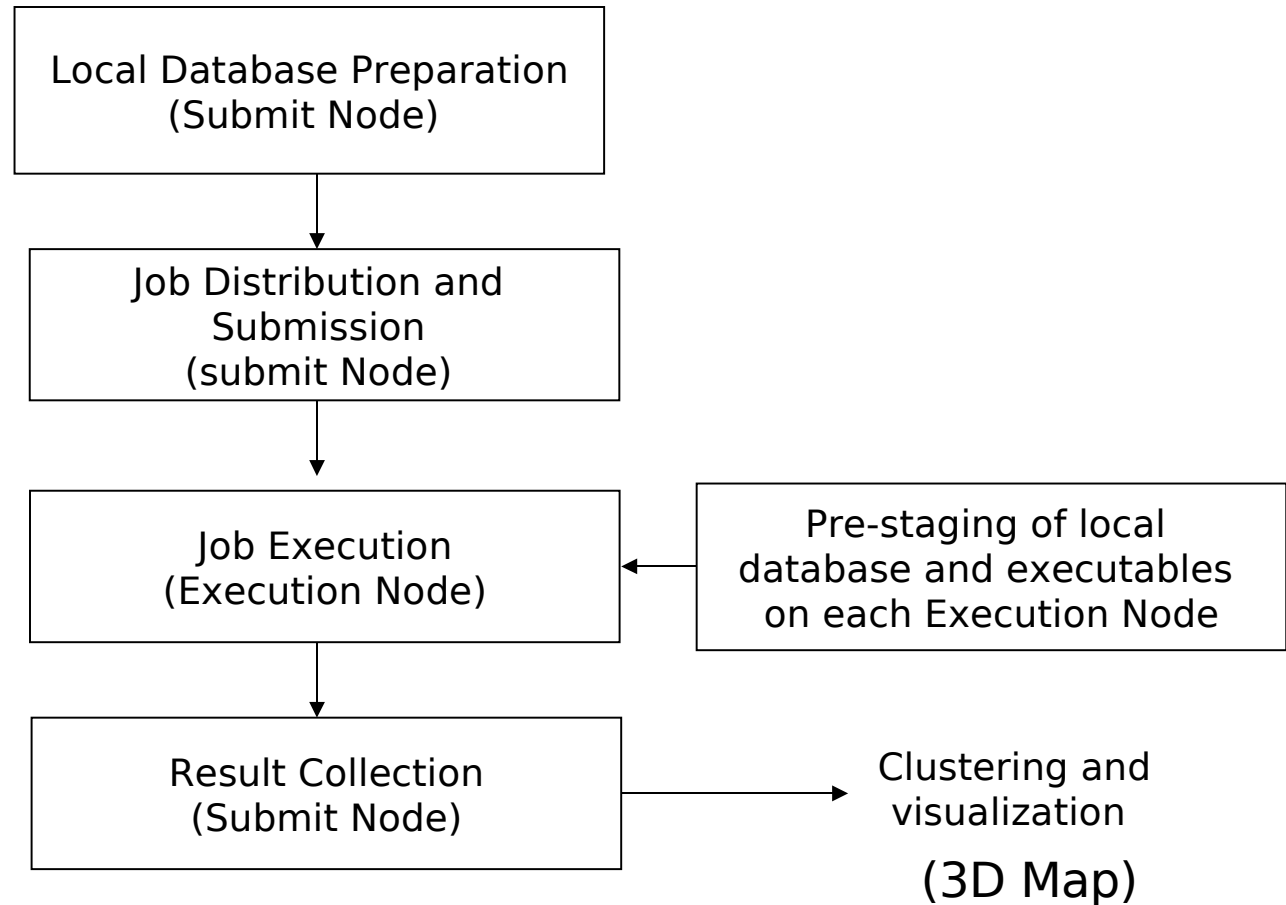 Local Database Preparation
(Submit Node)
Job Distribution and
Submission
(submit Node)
Job Execution
(Execution Node)
Pre-staging of local
database and executables
on each Execution Node
Result Collection
(Submit Node)
Clustering and
visualization
(3D Map)